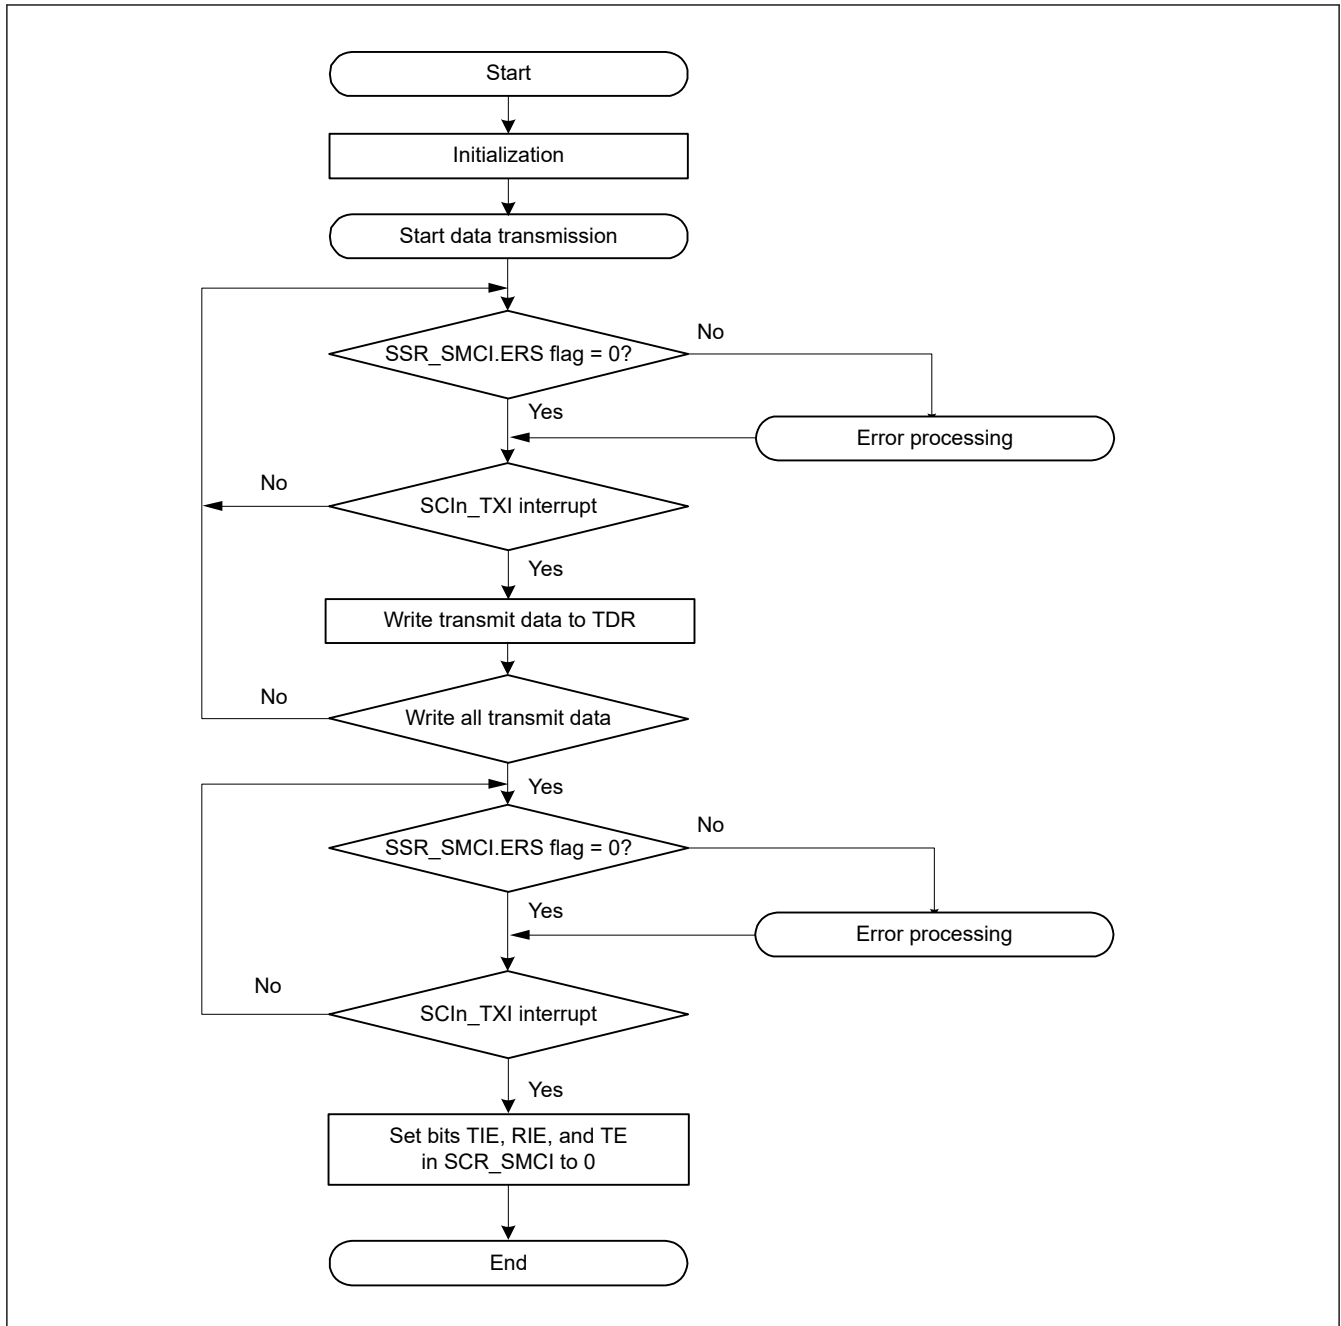 Start
Initialization
Start data transmission
SSR_SMCI.ERS flag = 0?
No
Yes
Error processing
SCIn_TXI interrupt
No
Yes
Write transmit data to TDR
Write all transmit data
No
Yes
SSR_SMCI.ERS flag = 0?
No
Yes
Error processing
SCIn_TXI interrupt
No
Yes
Set bits TIE, RIE, and TE
in SCR_SMCI to 0
End